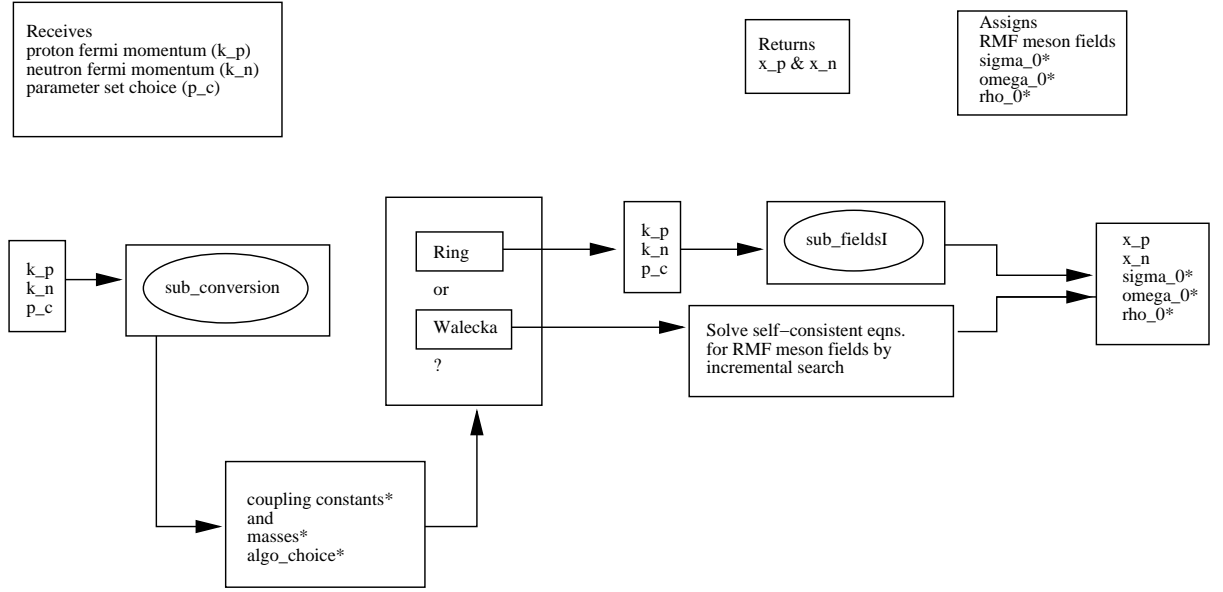 Receives
proton fermi momentum (k_p)
neutron fermi momentum (k_n)
parameter set choice (p_c)
Returns
x_p & x_n
Assigns
RMF meson fields
sigma_0*
omega_0*
rho_0*
k_p
k_n
p_c
sub_conversion
coupling constants*
and
masses*
algo_choice*
Ring
or
Walecka
?
k_p
k_n
p_c
sub_fieldsI
Solve self−consistent eqns.
for RMF meson fields by
incremental search
x_p
x_n
sigma_0*
omega_0*
rho_0*